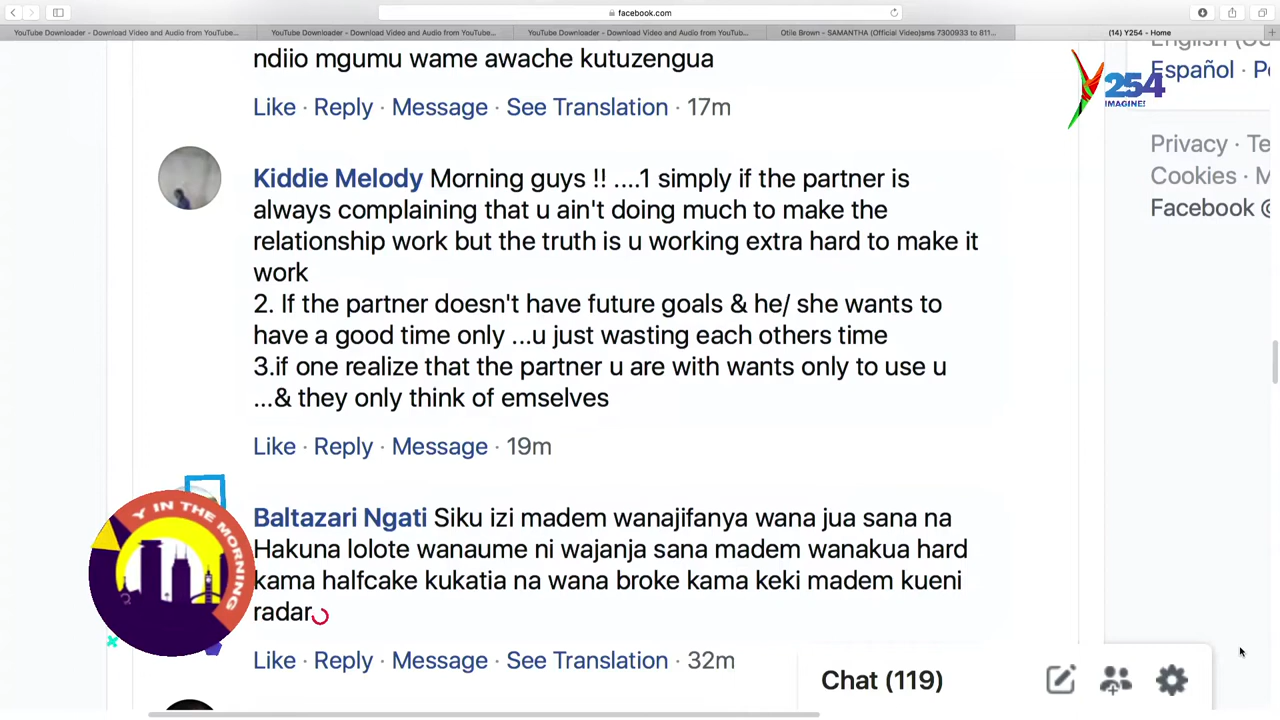 facebook.com
YouTube Downloader - Download Video and Audio from YouTube...
YouTube Downloader - Download Video and Audio from YouTube...
YouTube Downloader - Download Video and Audio from YouTub...
Otile Brown - SAMANTHA (Official Video)sms 7300933 to 811...
(14) Y254 - Home
ndiio mgumu wame awache kutuzengua
Like · Reply · Message · See Translation · 17m
Kiddie Melody Morning guys !! ....1 simply if the partner is
always complaining that u ain't doing much to make the
relationship work but the truth is u working extra hard to make it
work
2. If the partner doesn't have future goals & he/ she wants to
have a good time only ...u just wasting each others time
3.if one realize that the partner u are with wants only to use u
...& they only think of emselves
Like · Reply · Message · 19m
Baltazari Ngati Siku izi madem wanajifanya wana jua sana na
Hakuna lolote wanaume ni wajanja sana madem wanakua hard
kama halfcake kukatia na wana broke kama keki madem kueni
radar
Like · Reply · Message · See Translation · 32m
Chat (119)
English (US
Español · Po
Privacy · Te
Cookies · M
Facebook ©
Y254
IMAGINE!
Y IN THE MORNING